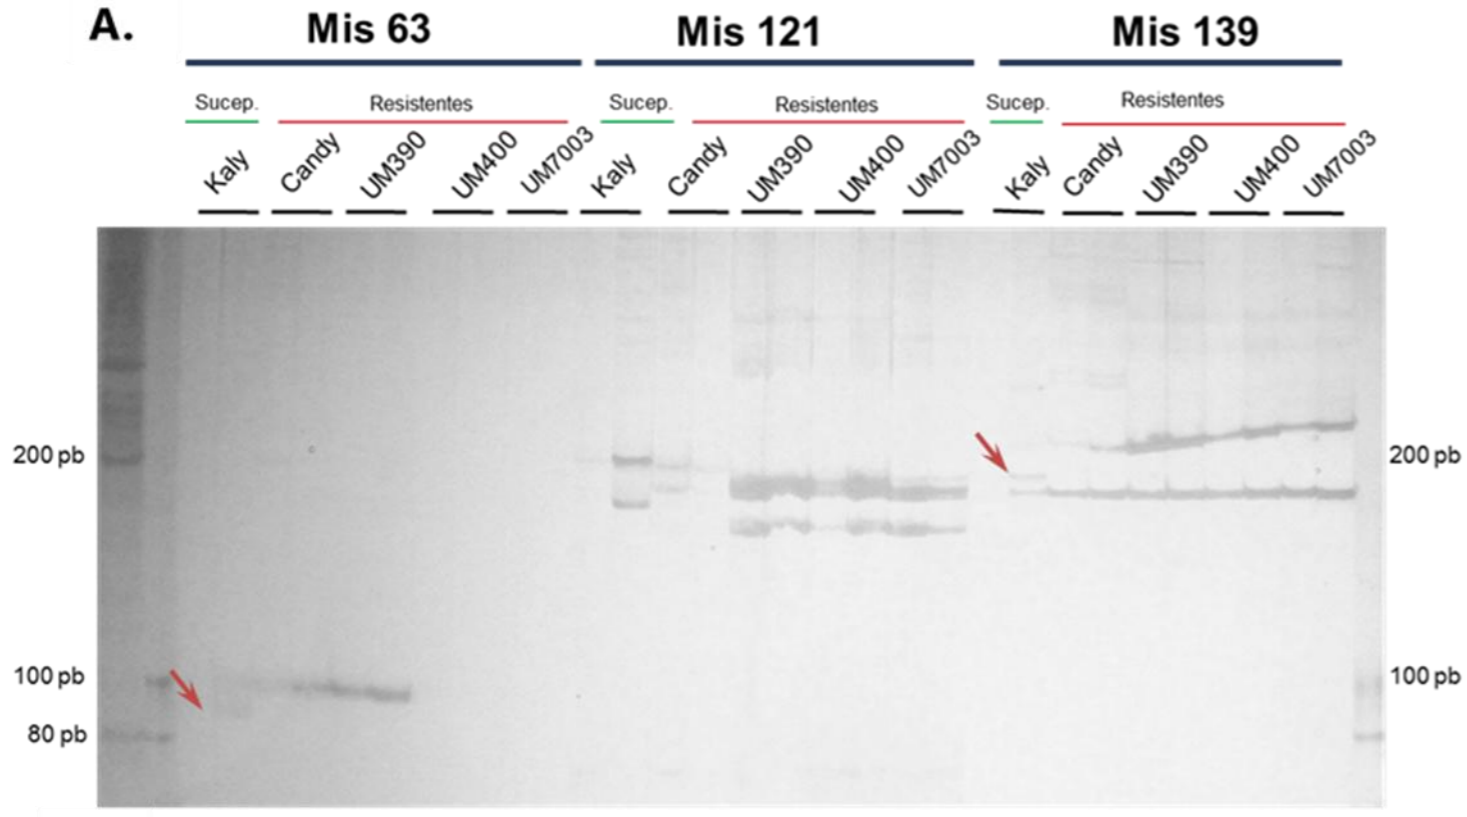 A.
Mis 63 Mis 121 Mis 139
Sucep. Resistentes Sucep. Resistentes Sucep. Resistentes
Kaly Candy UM390 UM400 UM7003 Kaly Candy UM390 UM400 UM7003 Kaly Candy UM390 UM400 UM7003
200 pb 200 pb
100 pb 100 pb
80 pb